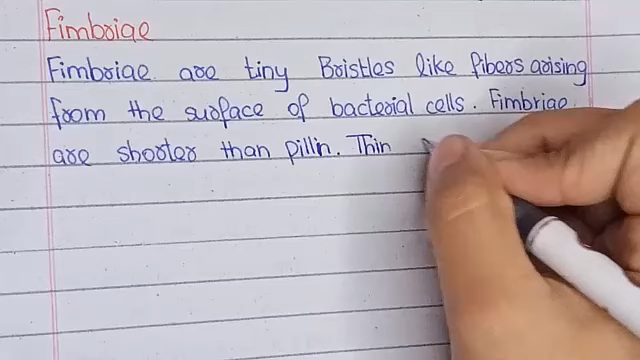 Fimbriae
Fimbriae are tiny Bristles like fibers arising
from the surface of bacterial cells. Fimbriae
are shorter than pillin. Thin